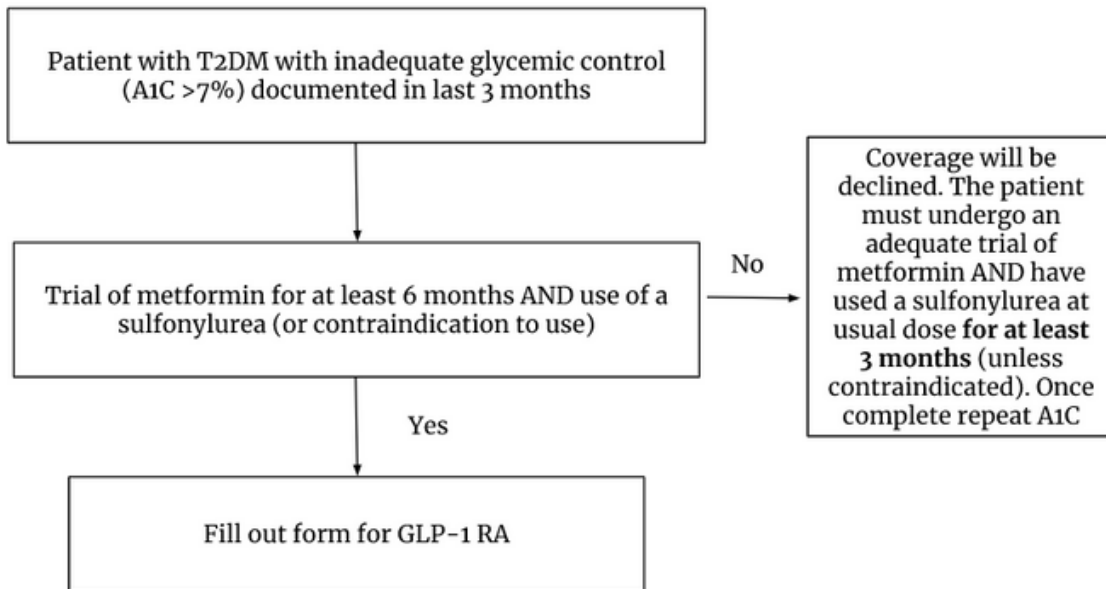 Patient with T2DM with inadequate glycemic control
(A1C >7%) documented in last 3 months
Trial of metformin for at least 6 months AND use of a
sulfonylurea (or contraindication to use)
No
Coverage will be
declined. The patient
must undergo an
adequate trial of
metformin AND have
used a sulfonylurea at
usual dose for at least
3 months (unless
contraindicated). Once
complete repeat A1C
Yes
Fill out form for GLP-1 RA